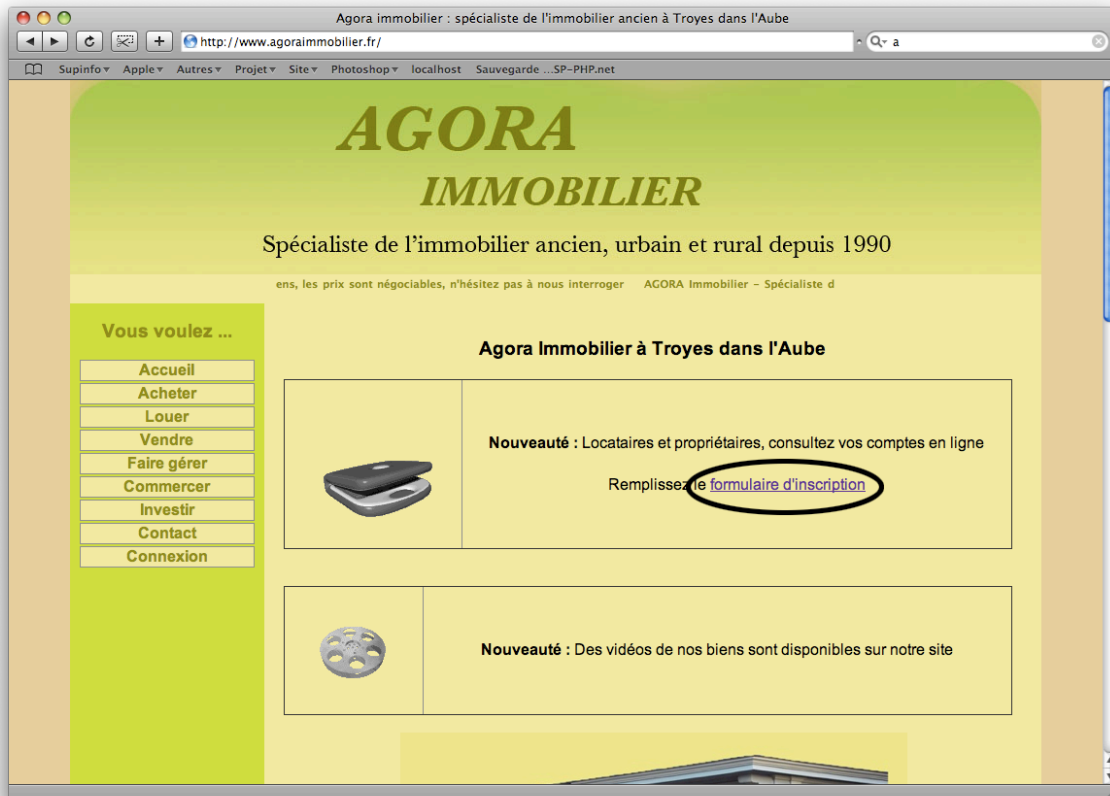 Agora immobilier : spécialiste de l'immobilier ancien à Troyes dans l'Aube
http://www.agoraimmobilier.fr/
a
Supinfo Apple Autres Projet Site Photoshop localhost Sauvegarde ...SP-PHP.net
AGORA
IMMOBILIER
Spécialiste de l’immobilier ancien, urbain et rural depuis 1990
ens, les prix sont négociables, n'hésitez pas à nous interroger AGORA Immobilier – Spécialiste d
Vous voulez ...
Accueil
Acheter
Louer
Vendre
Faire gérer
Commercer
Investir
Contact
Connexion
Agora Immobilier à Troyes dans l'Aube
Nouveauté : Locataires et propriétaires, consultez vos comptes en ligne
Remplissez le formulaire d'inscription
Nouveauté : Des vidéos de nos biens sont disponibles sur notre site